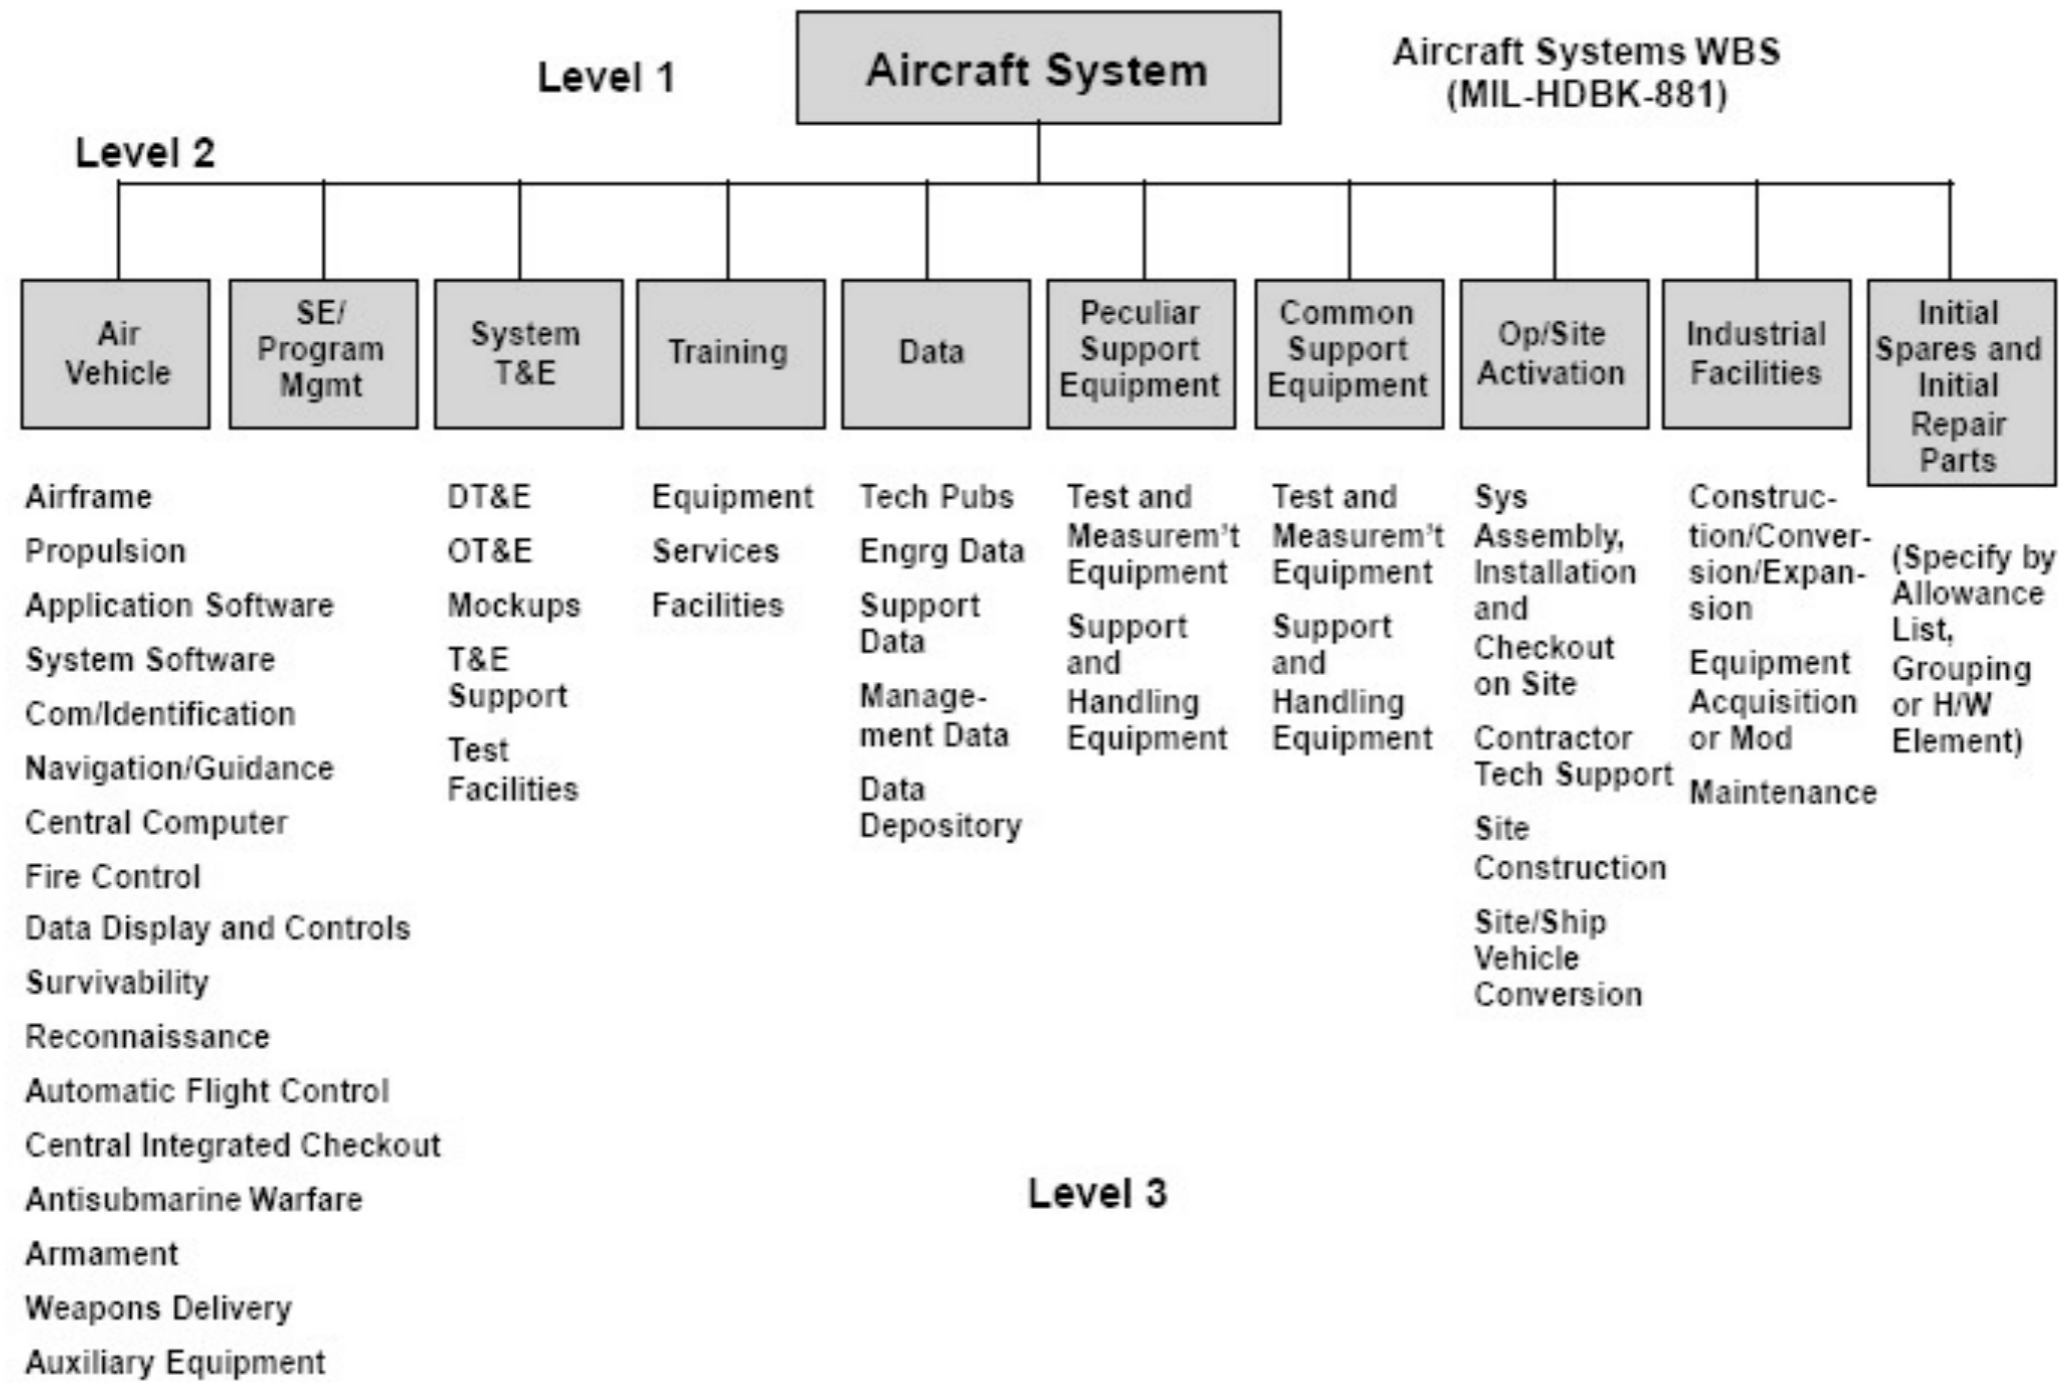 Level 1
Aircraft System
Aircraft Systems WBS
(MIL-HDBK-881)
Level 2
Air
Vehicle
SE/
Program
Mgmt
System
T&E
Training
Data
Peculiar
Support
Equipment
Common
Support
Equipment
Op/Site
Activation
Industrial
Facilities
Initial
Spares and
Initial
Repair
Parts
Airframe
Propulsion
Application Software
System Software
Com/Identification
Navigation/Guidance
Central Computer
Fire Control
Data Display and Controls
Survivability
Reconnaissance
Automatic Flight Control
Central Integrated Checkout
Antisubmarine Warfare
Armament
Weapons Delivery
Auxiliary Equipment
DT&E
OT&E
Mockups
T&E
Support
Test
Facilities
Equipment
Services
Facilities
Tech Pubs
Engrg Data
Support
Data
Manage-
ment Data
Data
Depository
Test and
Measurem't
Equipment
Support
and
Handling
Equipment
Test and
Measurem't
Equipment
Support
and
Handling
Equipment
Sys
Assembly,
Installation
and
Checkout
on Site
Contractor
Tech Support
Site
Construction
Site/Ship
Vehicle
Conversion
Construc-
tion/Conver-
sion/Expan-
sion
Equipment
Acquisition
or Mod
Maintenance
(Specify by
Allowance
List,
Grouping
or H/W
Element)
Level 3